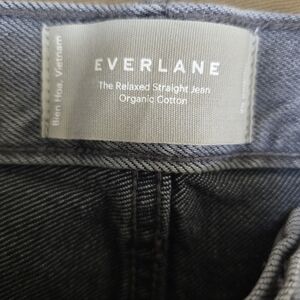 EVERLANE
The Relaxed Straight Jean
Organic Cotton
Bien Hoa, Vietnam